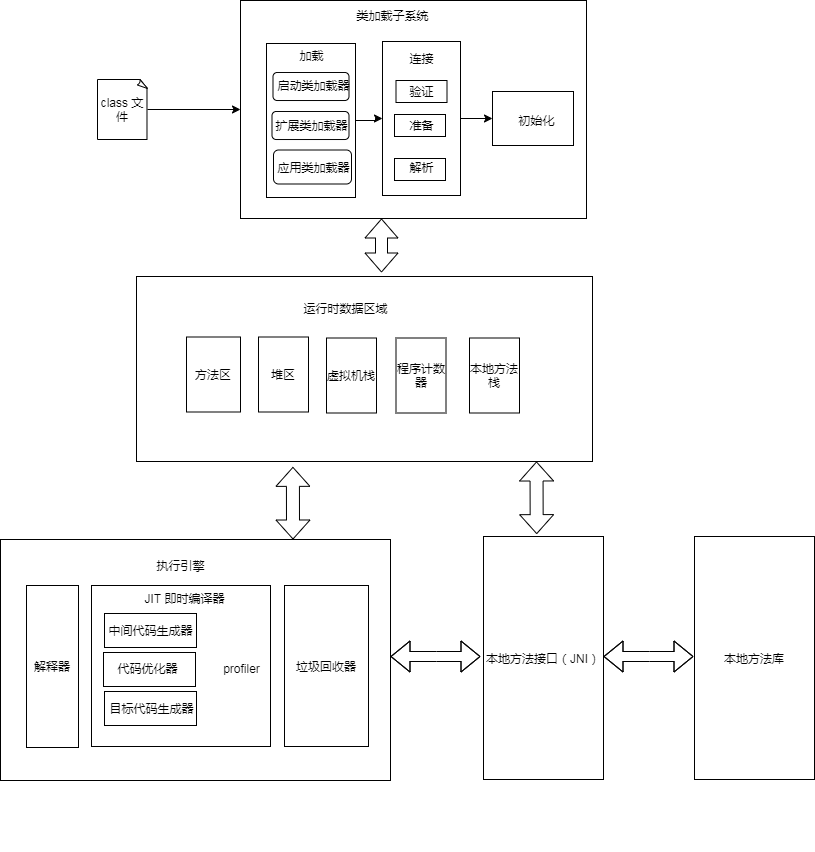 类加载子系统
加载
启动类加载器
扩展类加载器
应用类加载器
连接
验证
准备
解析
初始化
class 文
件
运行时数据区域
方法区
堆区
虚拟机栈
程序计数
器
本地方法
栈
执行引擎
解释器
JIT 即时编译器
中间代码生成器
代码优化器
目标代码生成器
profiler
垃圾回收器
本地方法接口（JNI）
本地方法库